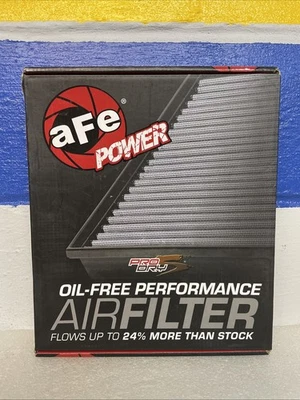 aFe®
POWER
PRO
DRY S
OIL-FREE PERFORMANCE
AIRFILTER
FLOWS UP TO 24% MORE THAN STOCK